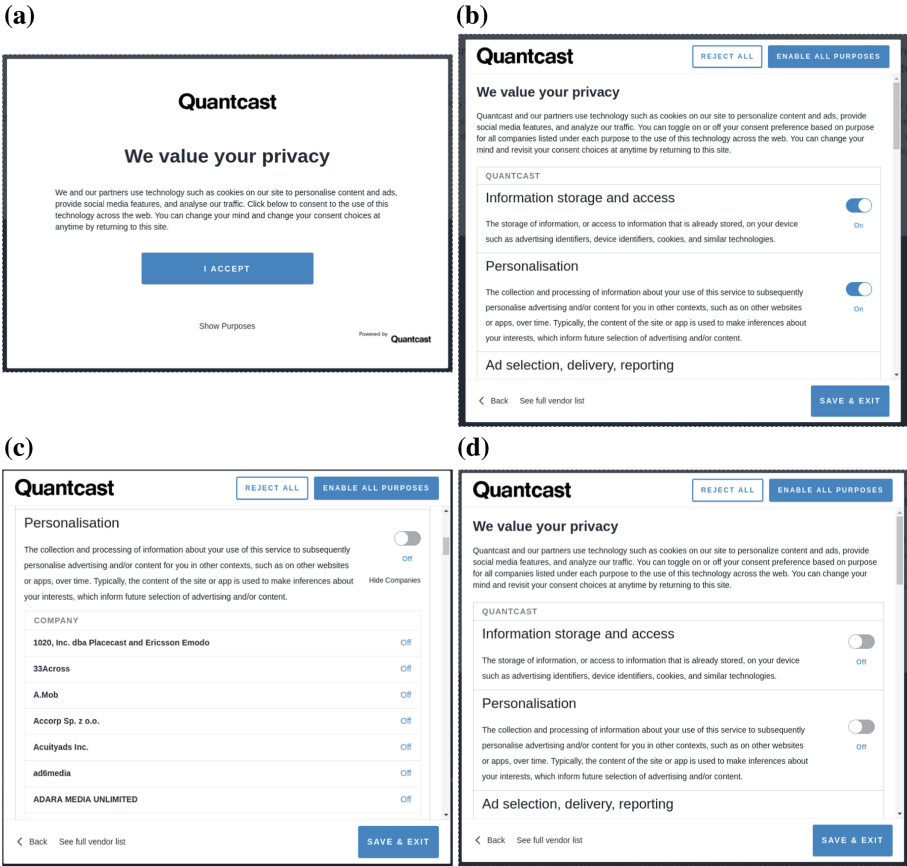 (a)
Quantcast
We value your privacy
We and our partners use technology such as cookies on our site to personalise content and ads,
provide social media features, and analyse our traffic. Click below to consent to the use of this
technology across the web. You can change your mind and change your consent choices at
anytime by returning to this site.
I ACCEPT
Show Purposes
Powered by Quantcast
(b)
Quantcast
REJECT ALL
ENABLE ALL PURPOSES
We value your privacy
Quantcast and our partners use technology such as cookies on our site to personalize content and ads, provide
social media features, and analyze our traffic. You can toggle on or off your consent preference based on purpose
for all companies listed under each purpose to the use of this technology across the web. You can change your
mind and revisit your consent choices at anytime by returning to this site.
QUANTCAST
Information storage and access
The storage of information, or access to information that is already stored, on your device
such as advertising identifiers, device identifiers, cookies, and similar technologies.
On
Personalisation
The collection and processing of information about your use of this service to subsequently
personalise advertising and/or content for you in other contexts, such as on other websites
or apps, over time. Typically, the content of the site or app is used to make inferences about
your interests, which inform future selection of advertising and/or content.
On
Ad selection, delivery, reporting
Back
See full vendor list
SAVE & EXIT
(c)
Quantcast
REJECT ALL
ENABLE ALL PURPOSES
Personalisation
The collection and processing of information about your use of this service to subsequently
personalise advertising and/or content for you in other contexts, such as on other websites
or apps, over time. Typically, the content of the site or app is used to make inferences about
your interests, which inform future selection of advertising and/or content.
Off
Hide Companies
COMPANY
1020, Inc. dba Placecast and Ericsson Emodo Off
33Across Off
A.Mob Off
Accorp Sp. z o.o. Off
Acuityads Inc. Off
ad6media Off
ADARA MEDIA UNLIMITED Off
Back
See full vendor list
SAVE & EXIT
(d)
Quantcast
REJECT ALL
ENABLE ALL PURPOSES
We value your privacy
Quantcast and our partners use technology such as cookies on our site to personalize content and ads, provide
social media features, and analyze our traffic. You can toggle on or off your consent preference based on purpose
for all companies listed under each purpose to the use of this technology across the web. You can change your
mind and revisit your consent choices at anytime by returning to this site.
QUANTCAST
Information storage and access
The storage of information, or access to information that is already stored, on your device
such as advertising identifiers, device identifiers, cookies, and similar technologies.
Off
Personalisation
The collection and processing of information about your use of this service to subsequently
personalise advertising and/or content for you in other contexts, such as on other websites
or apps, over time. Typically, the content of the site or app is used to make inferences about
your interests, which inform future selection of advertising and/or content.
Off
Ad selection, delivery, reporting
Back
See full vendor list
SAVE & EXIT